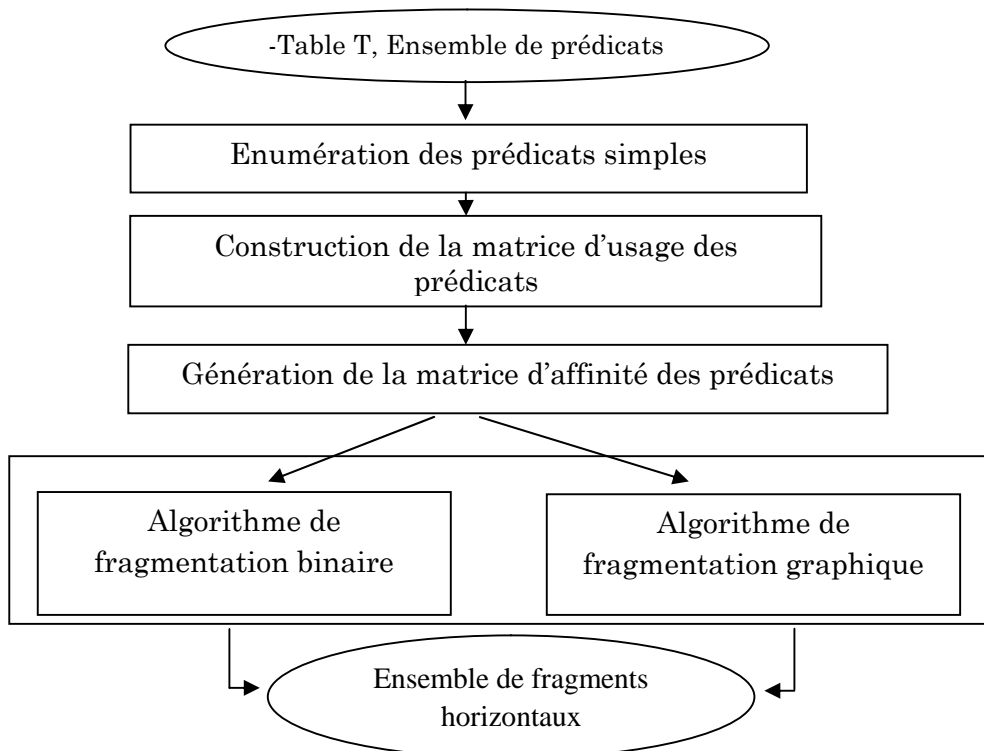 -Table T, Ensemble de prédicats
Enumération des prédicats simples
Construction de la matrice d'usage des
prédicats
Génération de la matrice d'affinité des prédicats
Algorithme de
fragmentation binaire
Algorithme de
fragmentation graphique
Ensemble de fragments
horizontaux